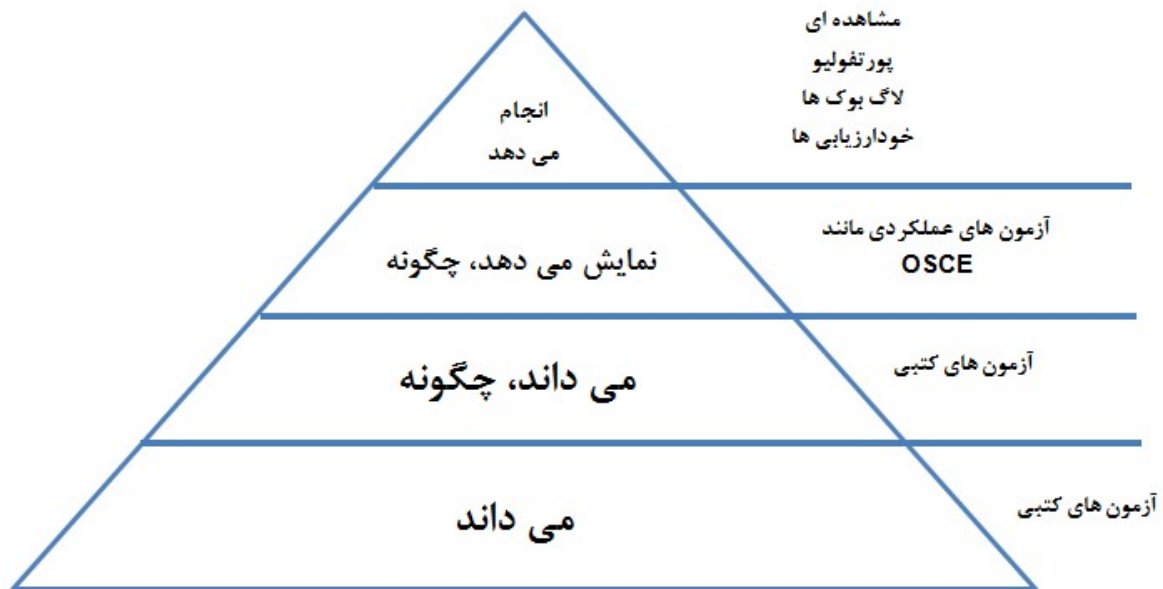 مشاهده ای
پورتفولیو
لاگ بوک ها
خودارزیابی ها
انجام
می دهد
آزمون های عملکردی مانند
OSCE
نمایش می دهد، چگونه
آزمون های کتبی
می داند، چگونه
آزمون های کتبی
می داند